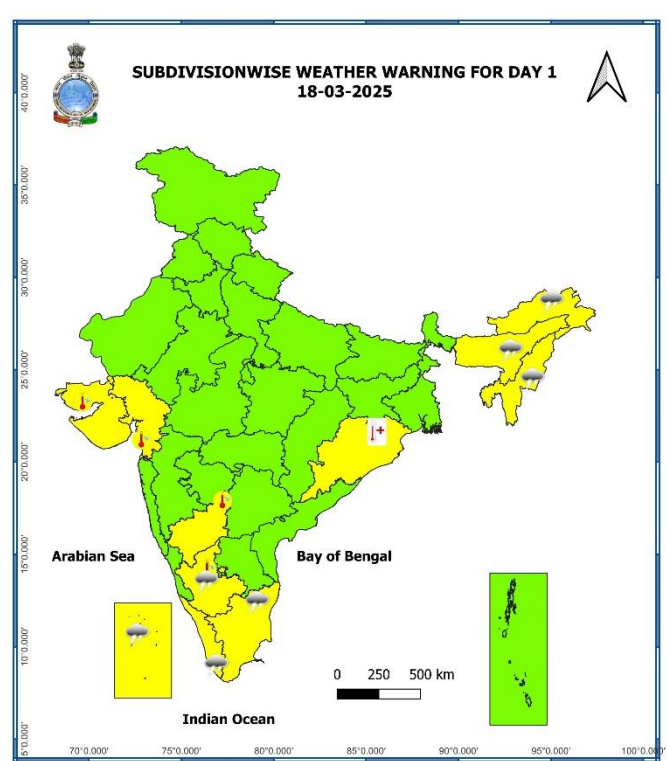 SUBDIVISIONWISE WEATHER WARNING FOR DAY 1
18-03-2025
40°0.000'
35°0.000'
30°0.000'
25°0.000'
20°0.000'
15°0.000'
10°0.000'
5°0.000'
Arabian Sea
Bay of Bengal
0 250 500 km
Indian Ocean
70°0.000' 75°0.000' 80°0.000' 85°0.000' 90°0.000' 95°0.000' 100°0.000'